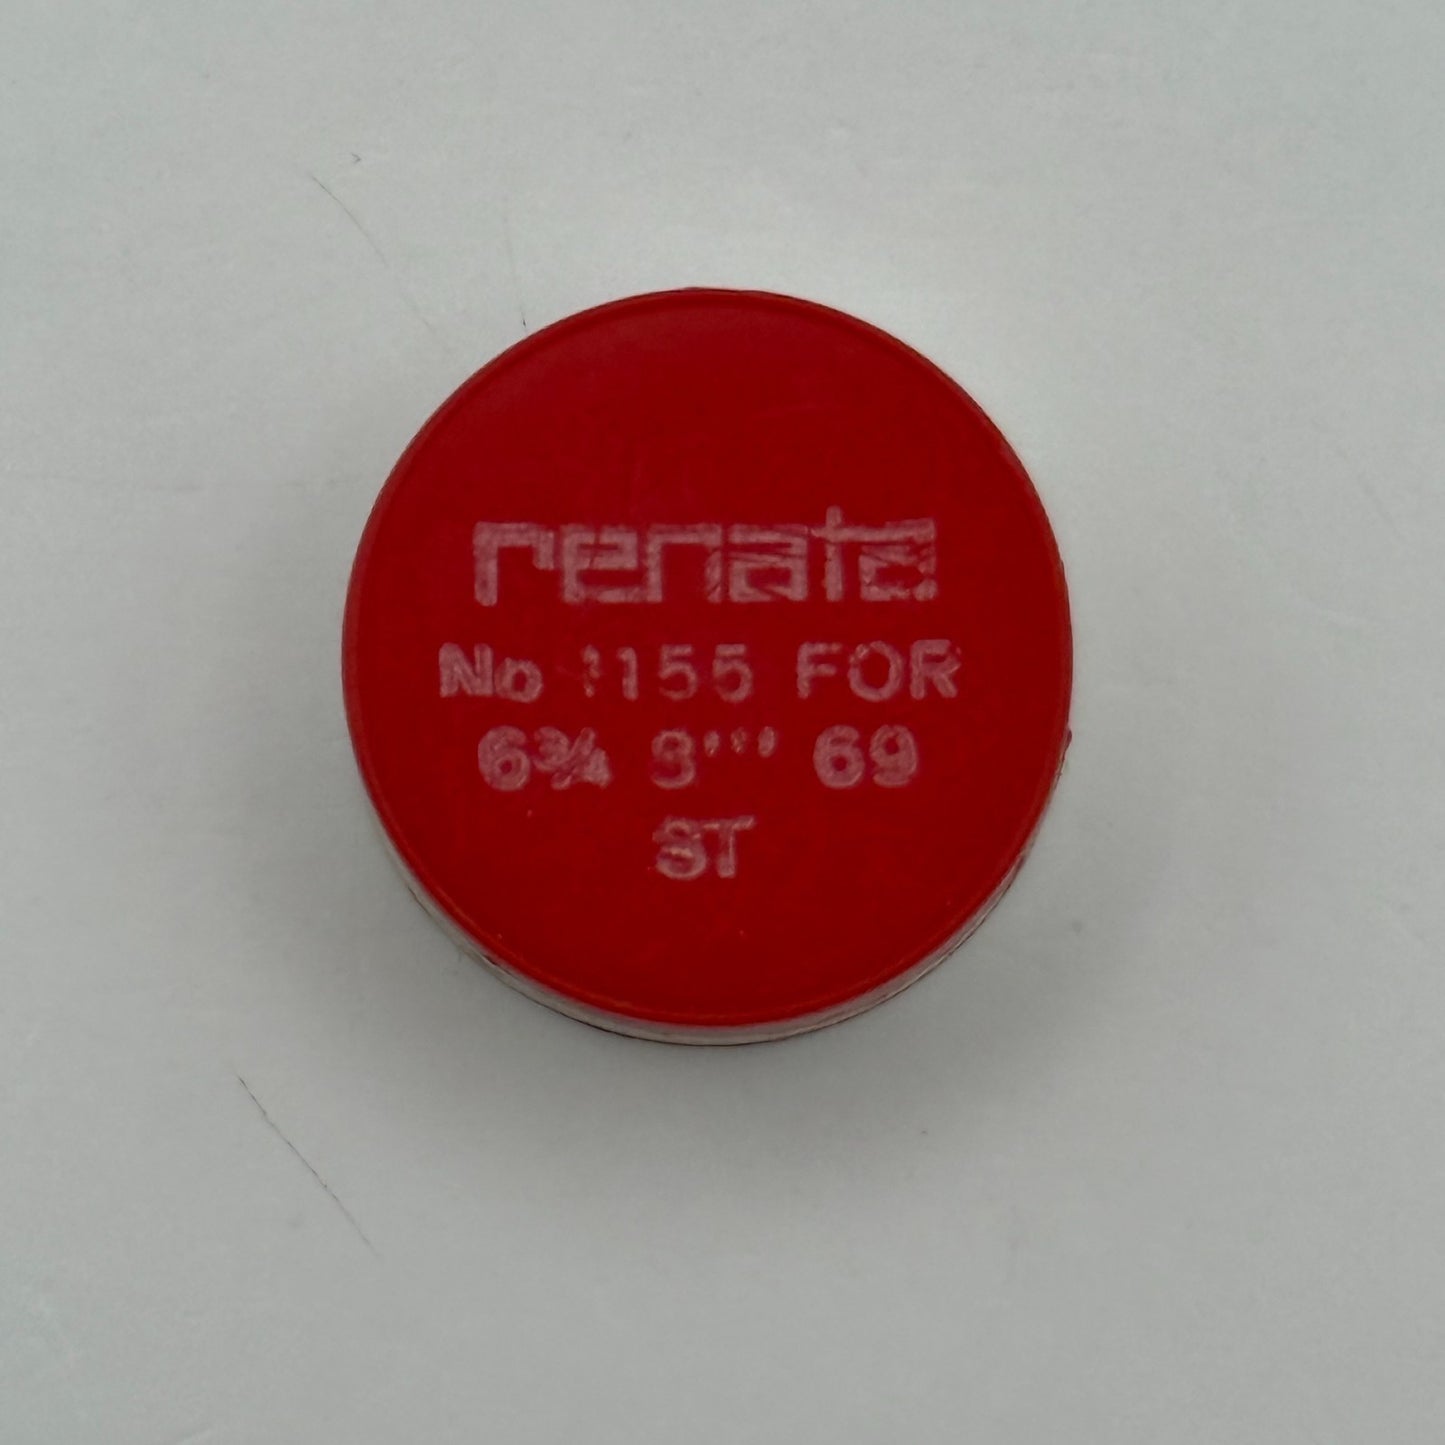 renata
No 1155 FOR
6¾ 8''' 69
ST